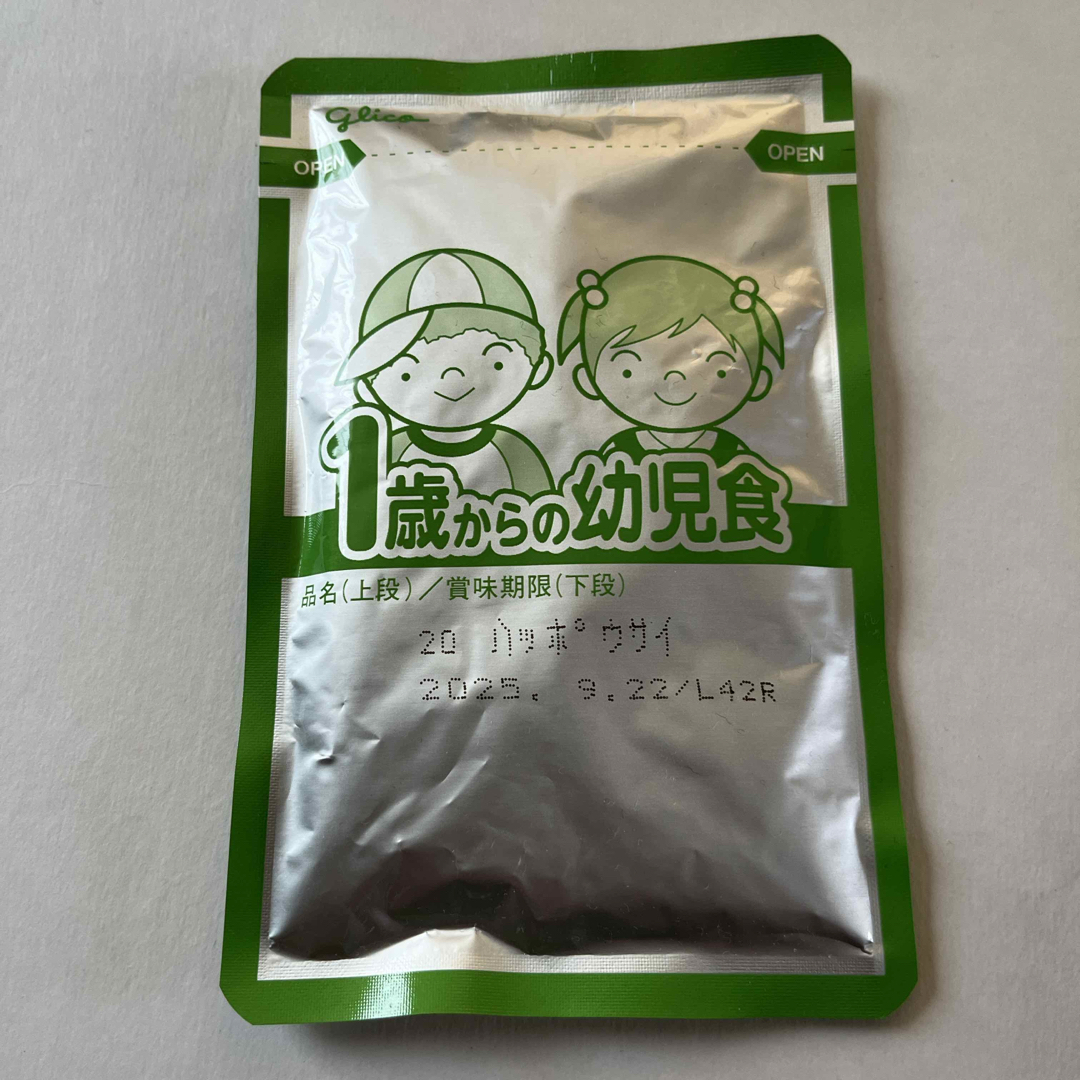 glico
OPEN
OPEN
1歳からの幼児食
品名(上段)／賞味期限(下段)
20 ハッポウサイ
2025. 9.22/L42R